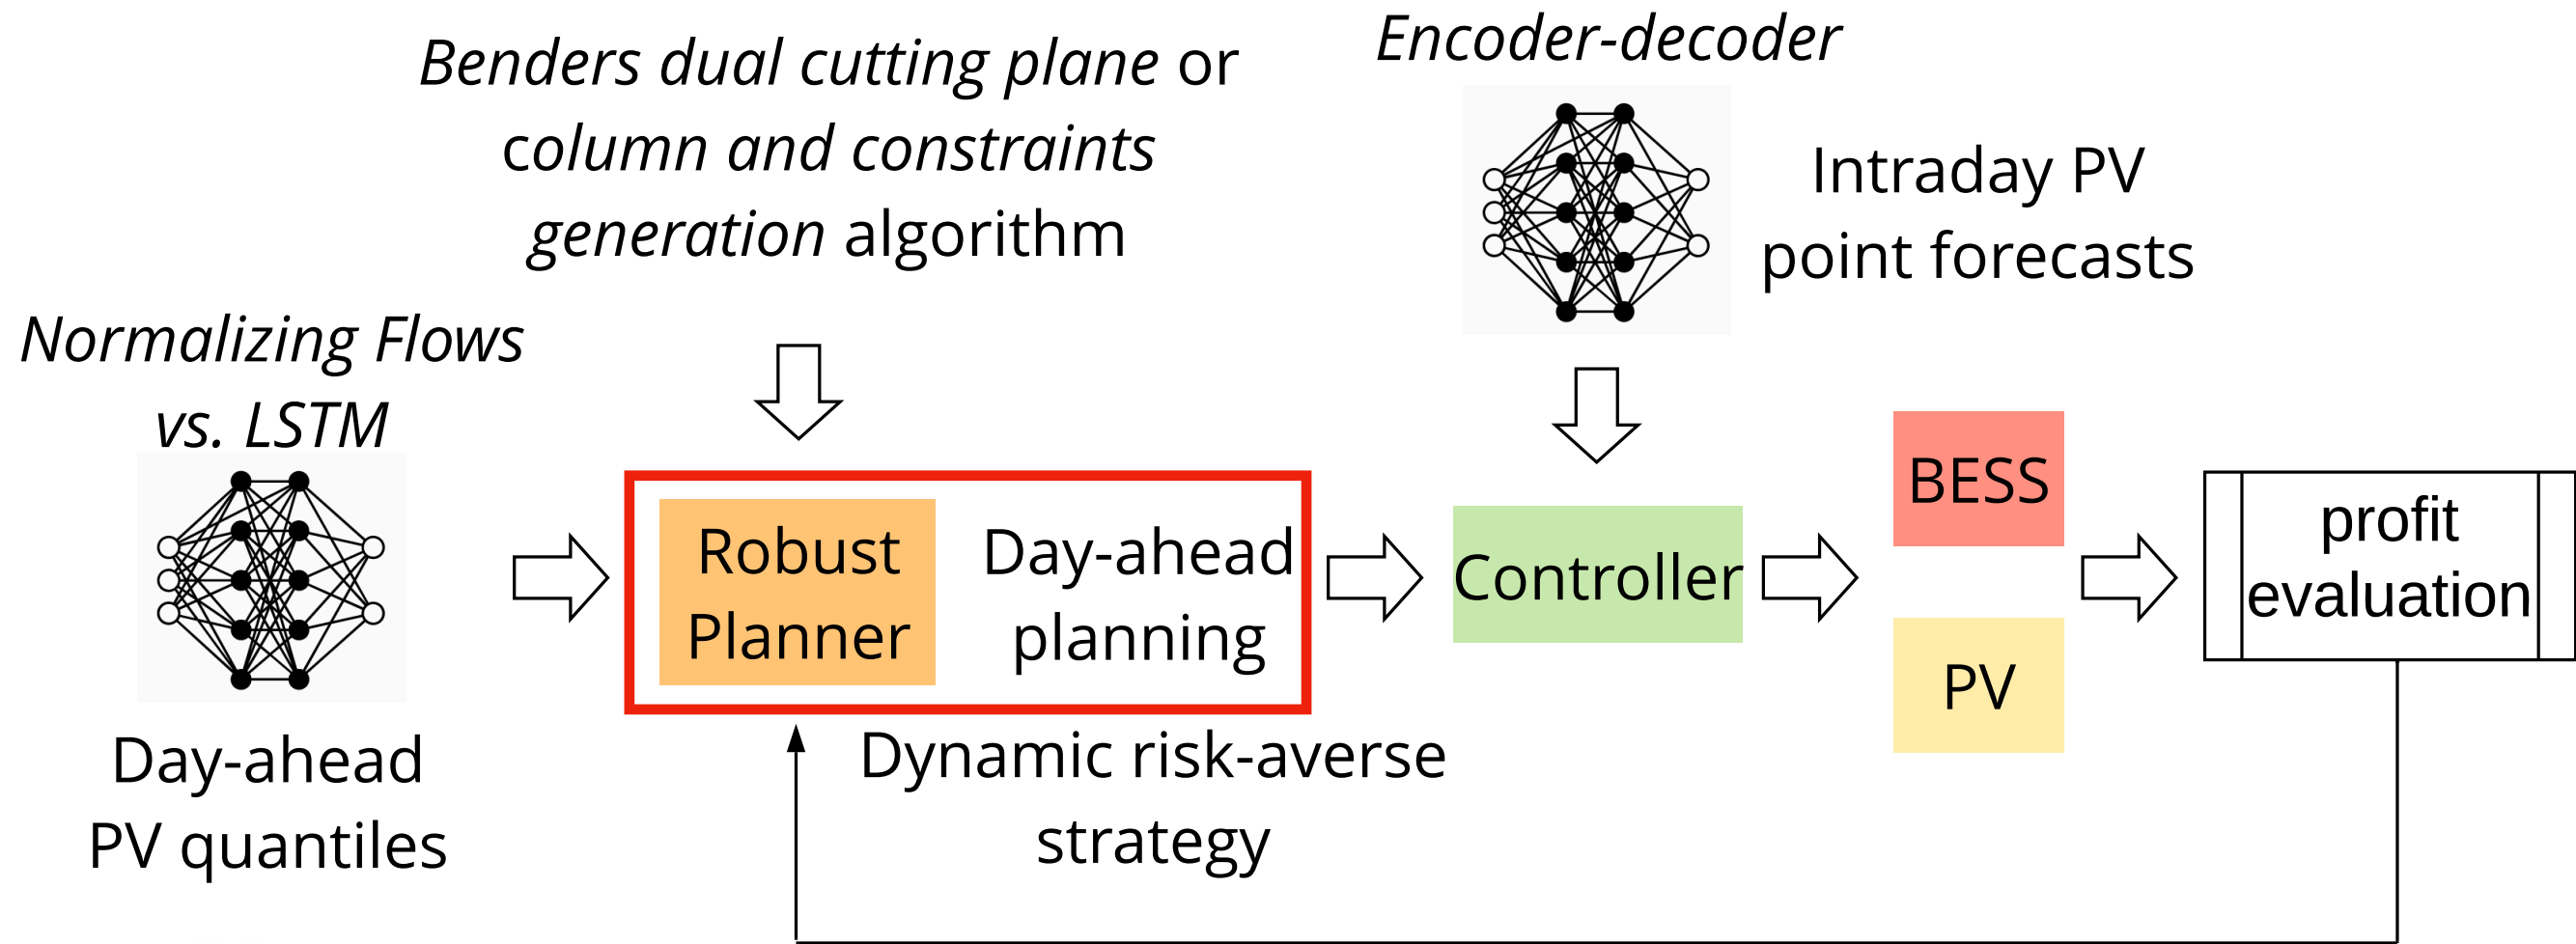 Benders dual cutting plane or
column and constraints
generation algorithm
Encoder-decoder
Intraday PV
point forecasts
Normalizing Flows
vs. LSTM
Day-ahead
PV quantiles
Robust
Planner
Day-ahead
planning
Dynamic risk-averse
strategy
Controller
BESS
PV
profit
evaluation